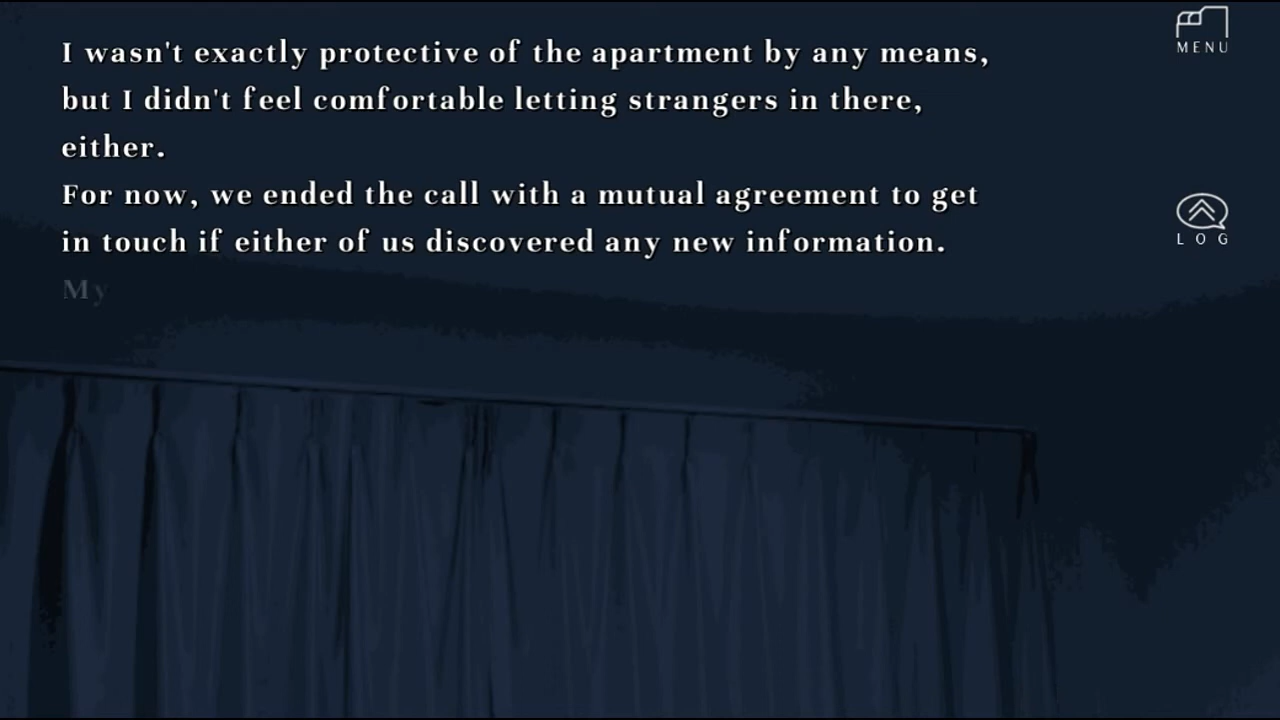 I wasn't exactly protective of the apartment by any means,
but I didn't feel comfortable letting strangers in there,
either.
For now, we ended the call with a mutual agreement to get
in touch if either of us discovered any new information.
My
MENU
LOG